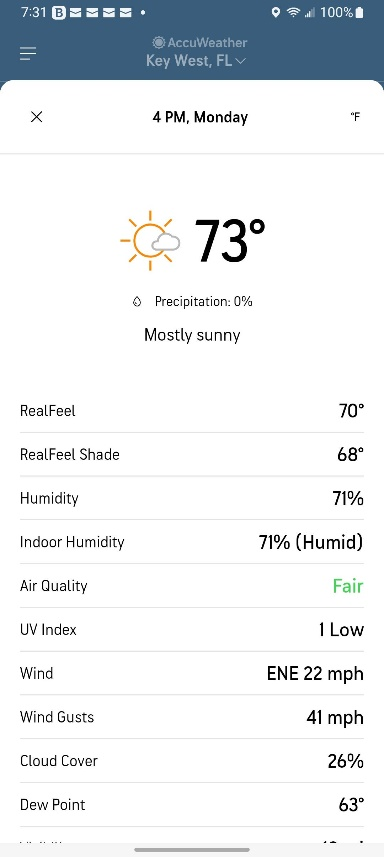 7:31 B 100%
AccuWeather
Key West, FL
4 PM, Monday °F
73°
Precipitation: 0%
Mostly sunny
RealFeel 70°
RealFeel Shade 68°
Humidity 71%
Indoor Humidity 71% (Humid)
Air Quality Fair
UV Index 1 Low
Wind ENE 22 mph
Wind Gusts 41 mph
Cloud Cover 26%
Dew Point 63°